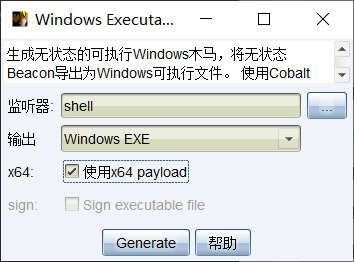 Windows Executa...
生成无状态的可执行Windows木马，将无状态
Beacon导出为Windows可执行文件。 使用Cobalt
监听器: shell ...
输出 Windows EXE
x64: 使用x64 payload
sign: Sign executable file
Generate 帮助